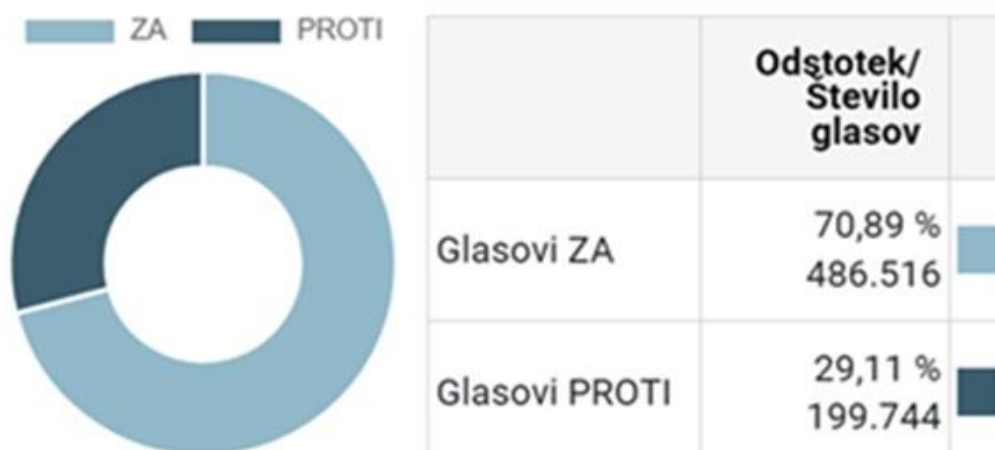 ZA PROTI
Odstotek/
Število
glasov
Glasovi ZA
70,89 %
486.516
Glasovi PROTI
29,11 %
199.744